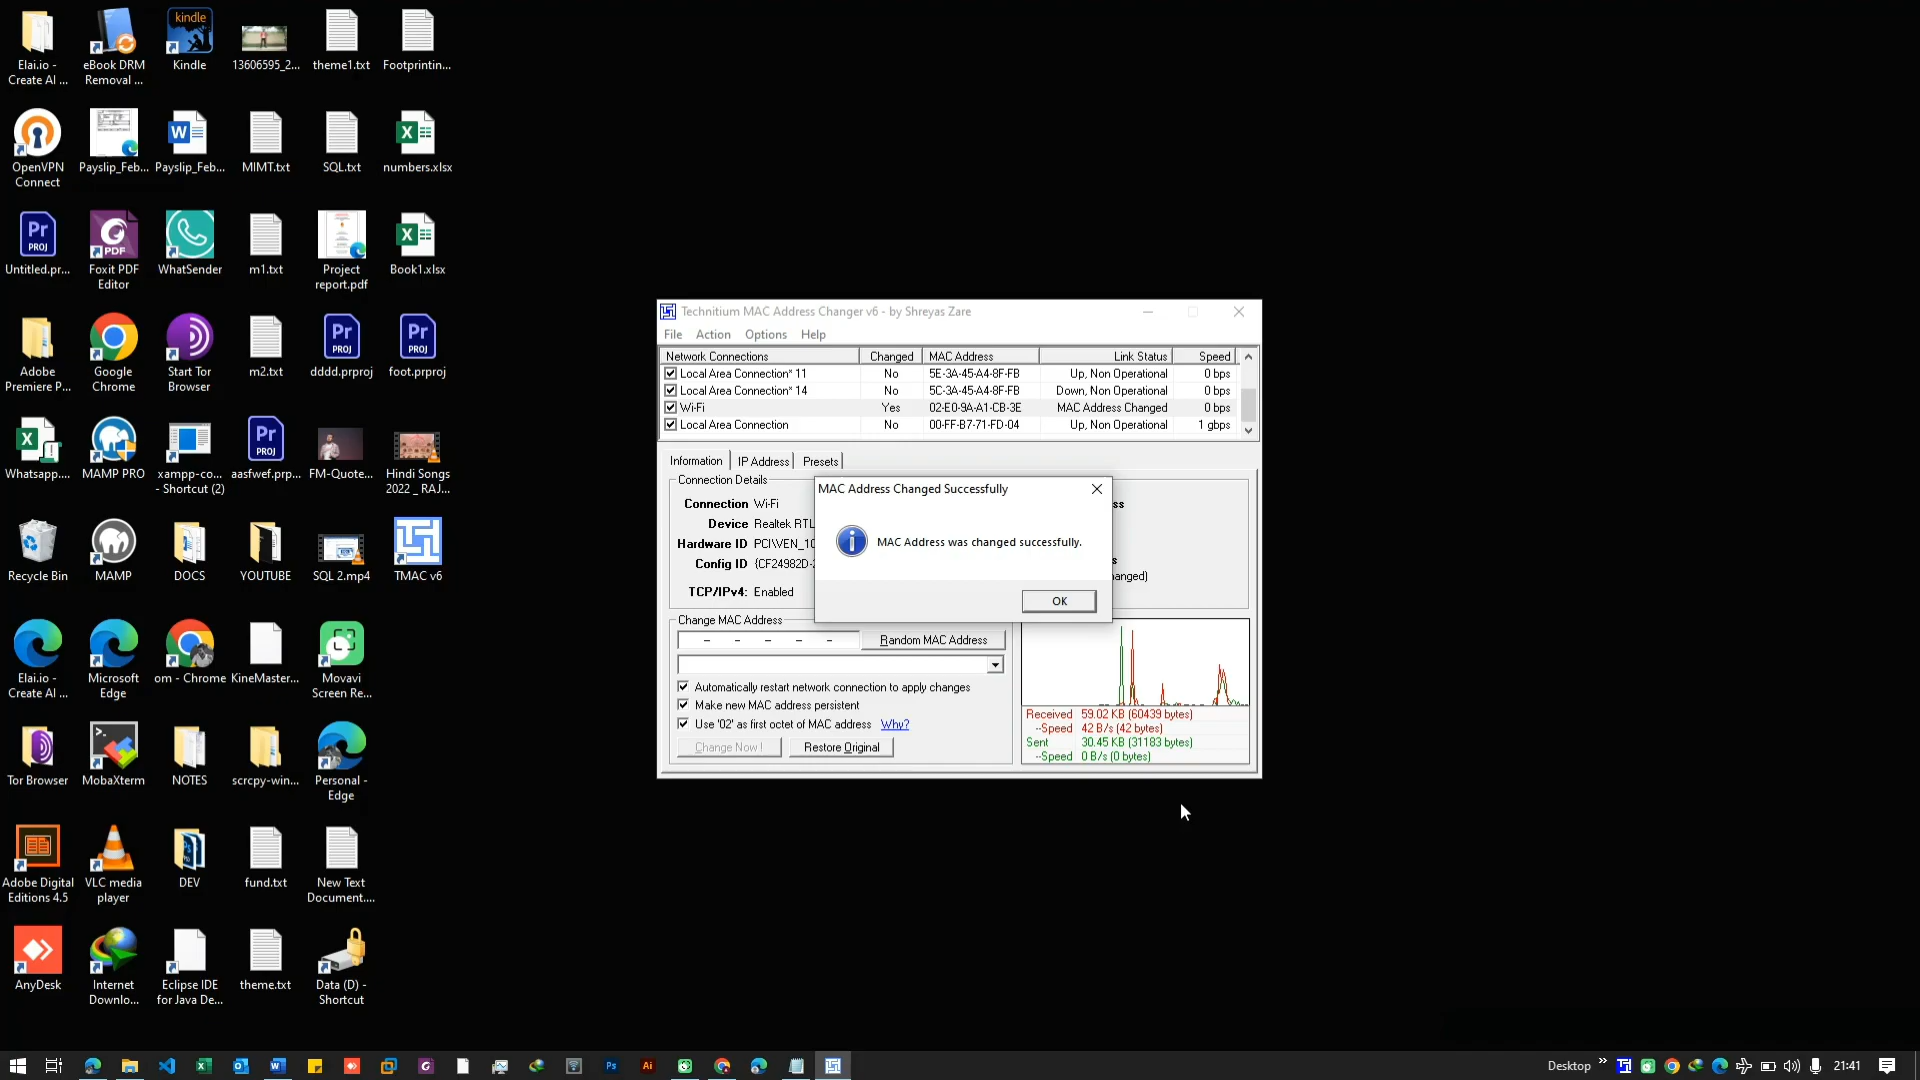 Elai.io -
Create AI ...
eBook DRM
Removal ...
kindle
Kindle
13606595_2...
theme1.txt
Footprintin...
OpenVPN
Connect
Payslip_Feb...
Payslip_Feb...
MIMT.txt
SQL.txt
numbers.xlsx
Pr
PROJ
Untitled.pr...
PDF
Foxit PDF
Editor
WhatSender
m1.txt
Project
report.pdf
Book1.xlsx
Adobe
Premiere P...
Google
Chrome
Start Tor
Browser
m2.txt
Pr
PROJ
dddd.prproj
Pr
PROJ
foot.prproj
Whatsapp....
MAMP PRO
xampp-co...
- Shortcut (2)
Pr
PROJ
aasfwef.prp...
FM-Quote...
Hindi Songs
2022 _ RAJ...
Recycle Bin
MAMP
DOCS
YOUTUBE
SQL 2.mp4
TMAC v6
Elai.io -
Create AI ...
Microsoft
Edge
om - Chrome
KineMaster...
Movavi
Screen Re...
Tor Browser
MobaXterm
NOTES
scrcpy-win...
Personal -
Edge
Adobe Digital
Editions 4.5
VLC media
player
DEV
fund.txt
New Text
Document....
AnyDesk
Internet
Downlo...
Eclipse IDE
for Java De...
theme.txt
Data (D) -
Shortcut
Technitium MAC Address Changer v6 - by Shreyas Zare
File Action Options Help
Network Connections Changed MAC Address Link Status Speed
Local Area Connection* 11 No 5E-3A-45-A4-8F-FB Up, Non Operational 0 bps
Local Area Connection* 14 No 5C-3A-45-A4-8F-FB Down, Non Operational 0 bps
Wi-Fi Yes 02-E0-9A-A1-CB-3E MAC Address Changed 0 bps
Local Area Connection No 00-FF-B7-71-FD-04 Up, Non Operational 1 gbps
Information IP Address Presets
Connection Details
Connection Wi-Fi
Device Realtek RTL
Hardware ID PCI\VEN_10
Config ID {CF24982D-
TCP/IPv4: Enabled
MAC Address Changed Successfully
MAC Address was changed successfully.
OK
ss
s
anged)
Change MAC Address
- - - - -
Random MAC Address
Automatically restart network connection to apply changes
Make new MAC address persistent
Use '02' as first octet of MAC address Why?
Change Now !
Restore Original
Received 59.02 KB (60439 bytes)
--Speed 42 B/s (42 bytes)
Sent 30.45 KB (31183 bytes)
--Speed 0 B/s (0 bytes)
Ps
Ai
Desktop
21:41